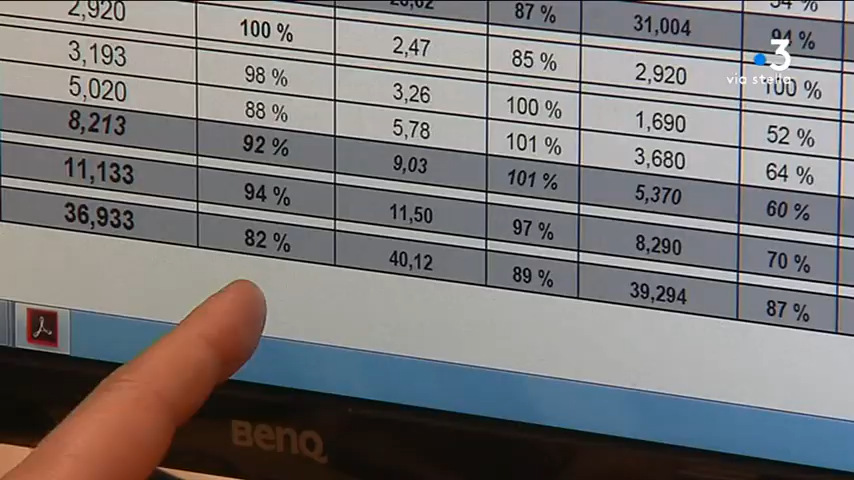 2,920 100 % 2,47 87 % 31,004 94 %
3,193 98 % 3,26 85 % 2,920 100 %
5,020 88 % 5,78 100 % 1,690 52 %
8,213 92 % 9,03 101 % 3,680 64 %
11,133 94 % 11,50 101 % 5,370 60 %
36,933 82 % 40,12 97 % 8,290 70 %
89 % 39,294 87 %
3
via stella
BenQ